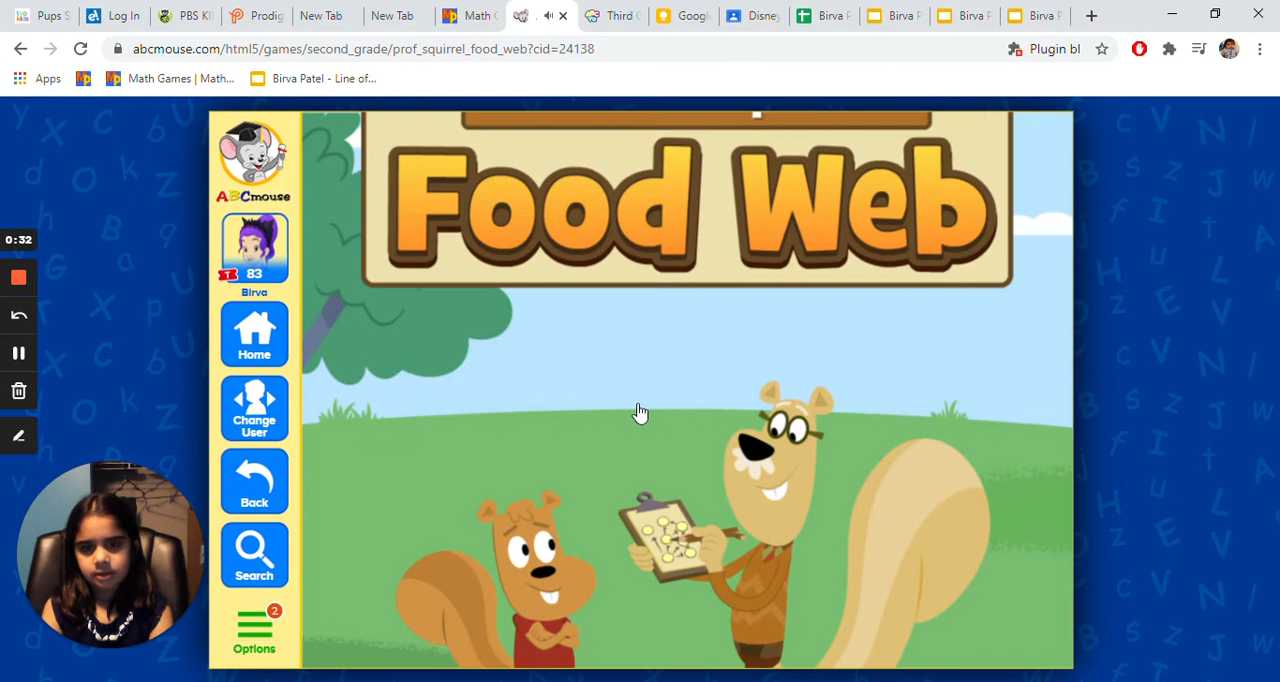 Pups S
Log In
PBS KI
Prodig
New Tab
New Tab
Math G
Third G
Googl
Disney
Birva P
Birva P
Birva P
Birva P
abcmouse.com/html5/games/second_grade/prof_squirrel_food_web?cid=24138
Plugin bl
Apps
Math Games | Math...
Birva Patel - Line of...
ABCmouse
T 83
Birva
Home
Change
User
Back
Search
2
Options
0:32
Food Web